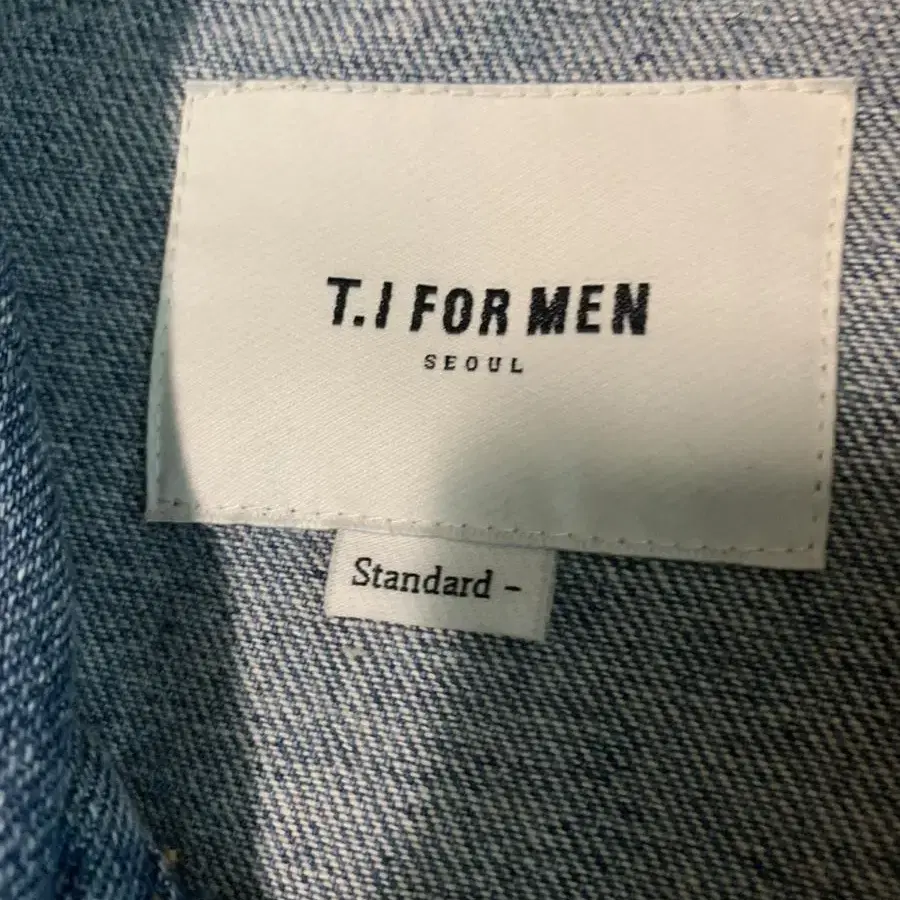 T.I FOR MEN
SEOUL
Standard -